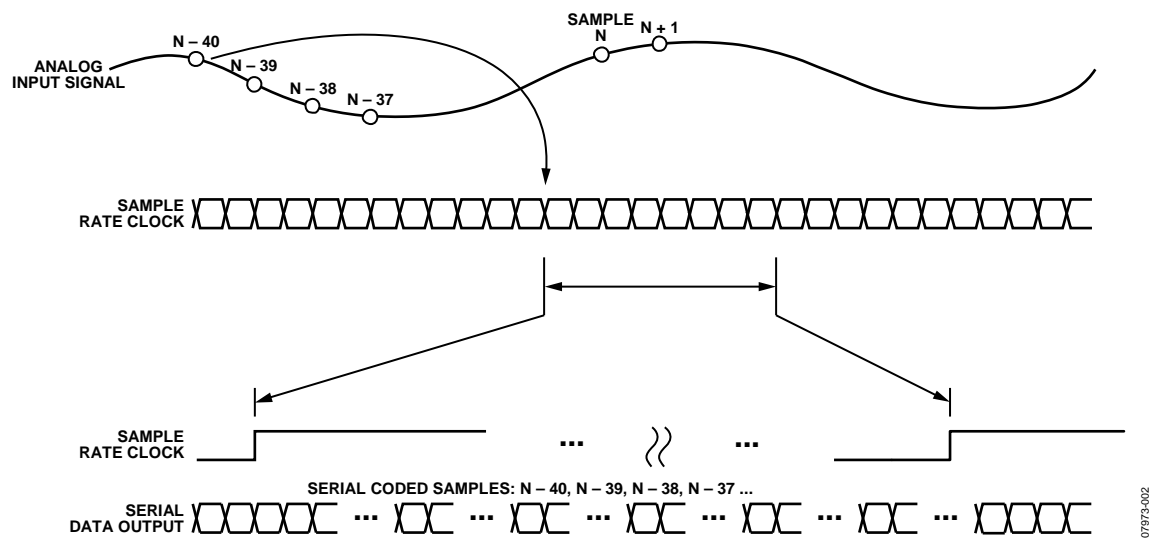 SAMPLE
N
N + 1
N – 40
N – 39
N – 38
N – 37
ANALOG
INPUT SIGNAL
SAMPLE
RATE CLOCK
SAMPLE
RATE CLOCK
...
...
SERIAL CODED SAMPLES: N – 40, N – 39, N – 38, N – 37 ...
SERIAL
DATA OUTPUT
... ... ... ... ... ...
07973-002